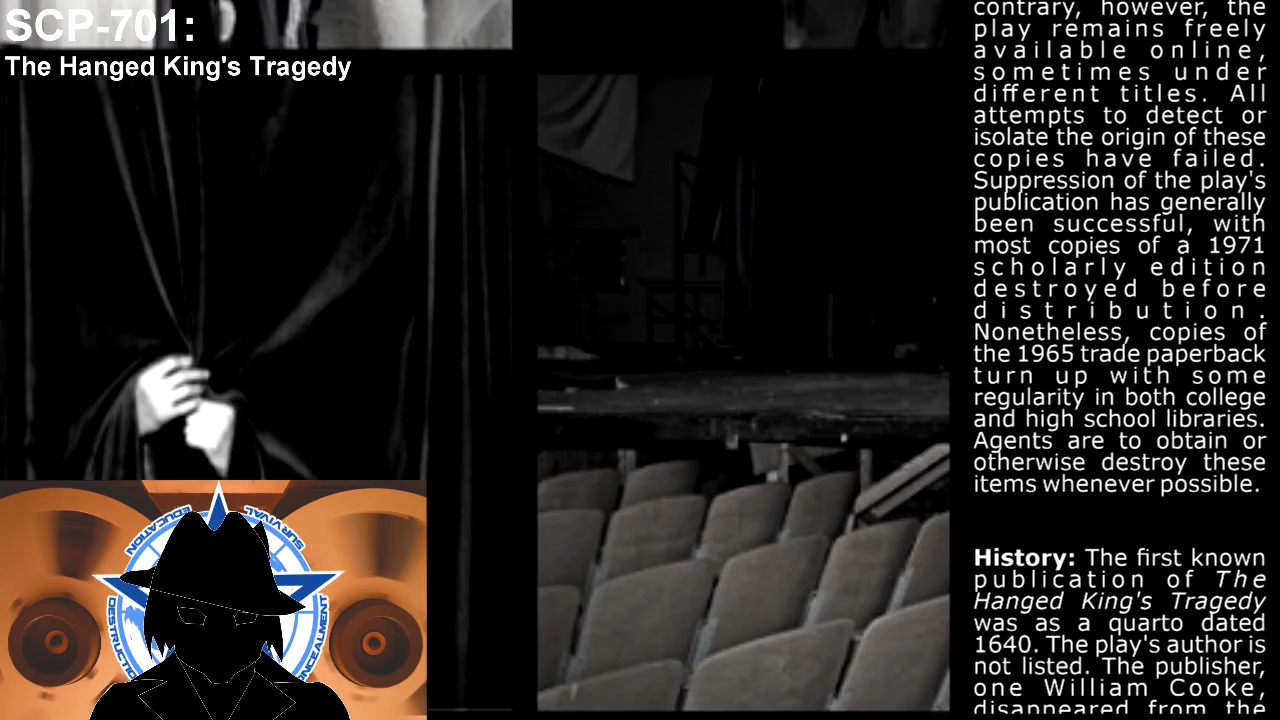 SCP-701:
The Hanged King's Tragedy
contrary, however, the
play remains freely
available online,
sometimes under
different titles. All
attempts to detect or
isolate the origin of these
copies have failed.
Suppression of the play's
publication has generally
been successful, with
most copies of a 1971
scholarly edition
destroyed before
distribution.
Nonetheless, copies of
the 1965 trade paperback
turn up with some
regularity in both college
and high school libraries.
Agents are to obtain or
otherwise destroy these
items whenever possible.
History: The first known
publication of The
Hanged King's Tragedy
was as a quarto dated
1640. The play's author is
not listed. The publisher,
one William Cooke,
disappeared from the
EDUCATION
SURVIVAL